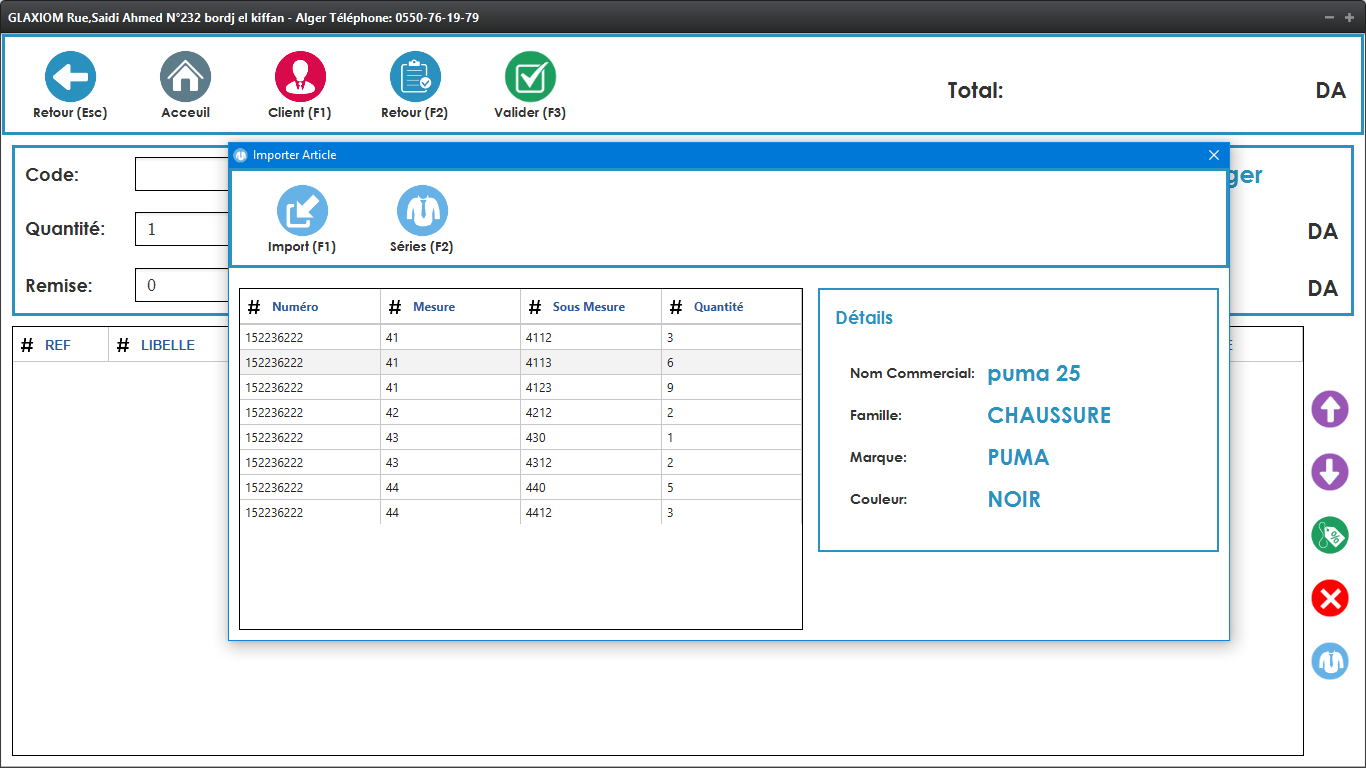 GLAXIOM Rue,Saidi Ahmed N°232 bordj el kiffan - Alger Téléphone: 0550-76-19-79
Retour (Esc) Acceuil Client (F1) Retour (F2) Valider (F3) Total: DA
Importer Article
Code: ger
Import (F1) Séries (F2)
Quantité: 1 DA
Remise: 0 DA
# REF # LIBELLE E
# Numéro # Mesure # Sous Mesure # Quantité
152236222 41 4112 3
152236222 41 4113 6
152236222 41 4123 9
152236222 42 4212 2
152236222 43 430 1
152236222 43 4312 2
152236222 44 440 5
152236222 44 4412 3
Détails
Nom Commercial: puma 25
Famille: CHAUSSURE
Marque: PUMA
Couleur: NOIR
%